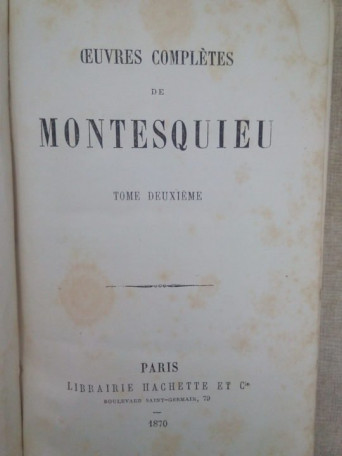 ŒUVRES COMPLÈTES
DE
MONTESQUIEU
TOME DEUXIÈME
PARIS
LIBRAIRIE HACHETTE ET Cie
BOULEVARD SAINT-GERMAIN, 79
1870